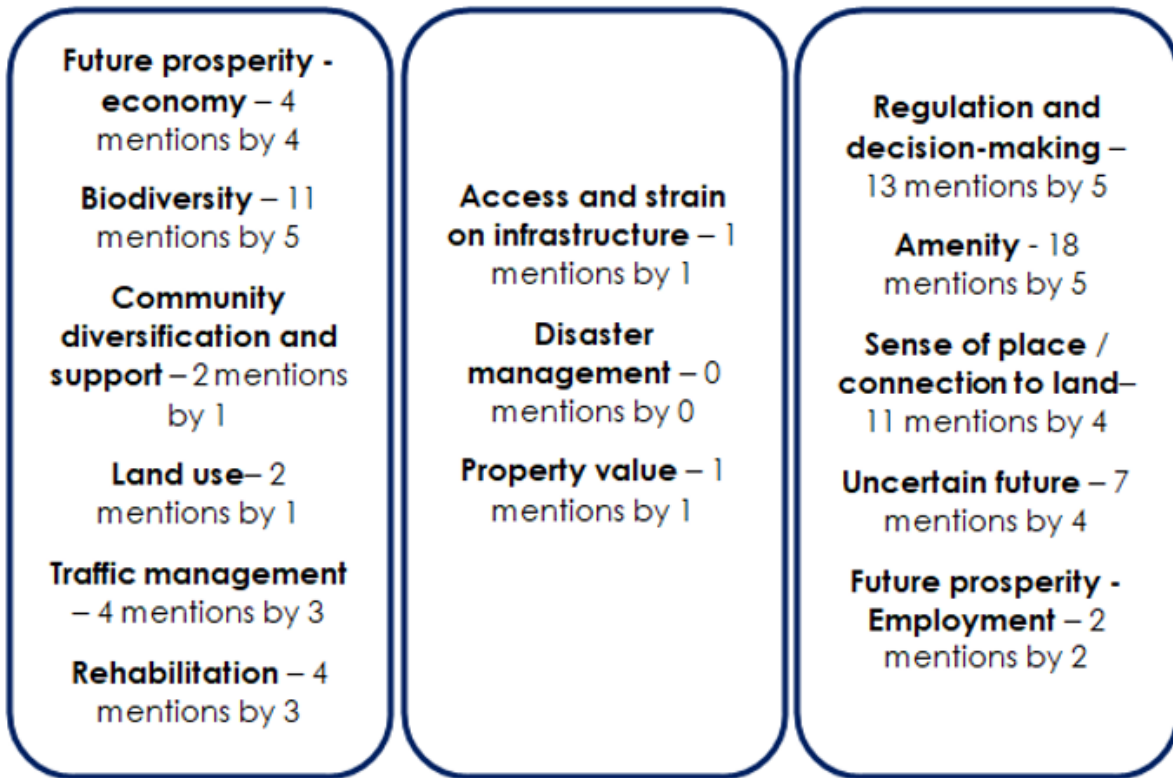 Future prosperity -
economy – 4
mentions by 4
Biodiversity – 11
mentions by 5
Community
diversification and
support – 2 mentions
by 1
Land use– 2
mentions by 1
Traffic management
– 4 mentions by 3
Rehabilitation – 4
mentions by 3
Access and strain
on infrastructure – 1
mentions by 1
Disaster
management – 0
mentions by 0
Property value – 1
mentions by 1
Regulation and
decision-making –
13 mentions by 5
Amenity - 18
mentions by 5
Sense of place /
connection to land–
11 mentions by 4
Uncertain future – 7
mentions by 4
Future prosperity -
Employment – 2
mentions by 2